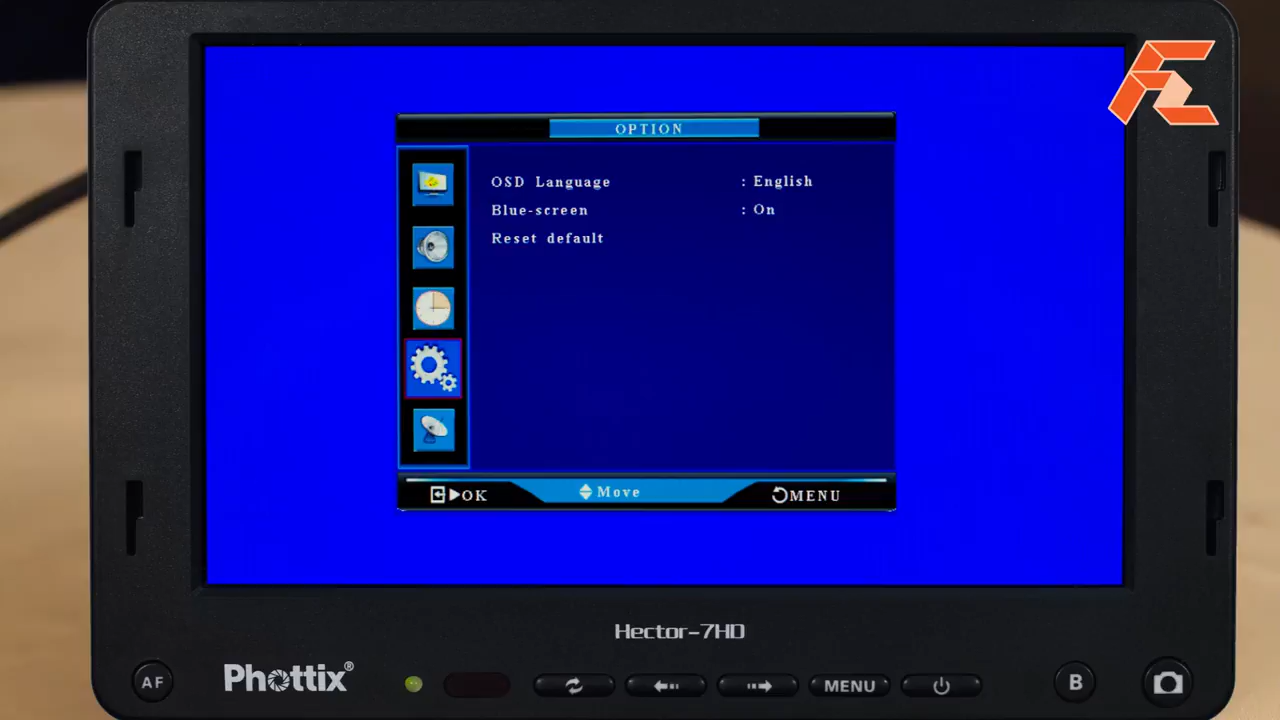 OPTION
OSD Language : English
Blue-screen : On
Reset default
OK Move MENU
Hector-7HD
AF Phottix® MENU B